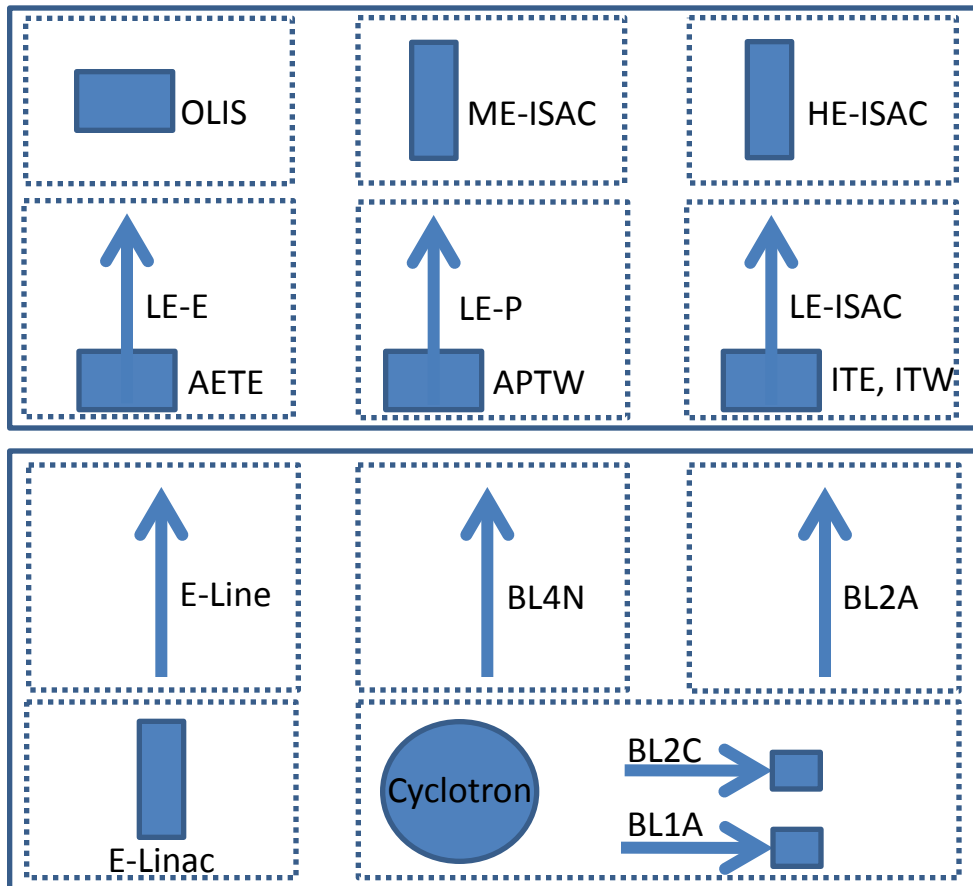 OLIS
ME-ISAC
HE-ISAC
LE-E
LE-P
LE-ISAC
AETE
APTW
ITE, ITW
E-Line
BL4N
BL2A
BL2C
Cyclotron
BL1A
E-Linac